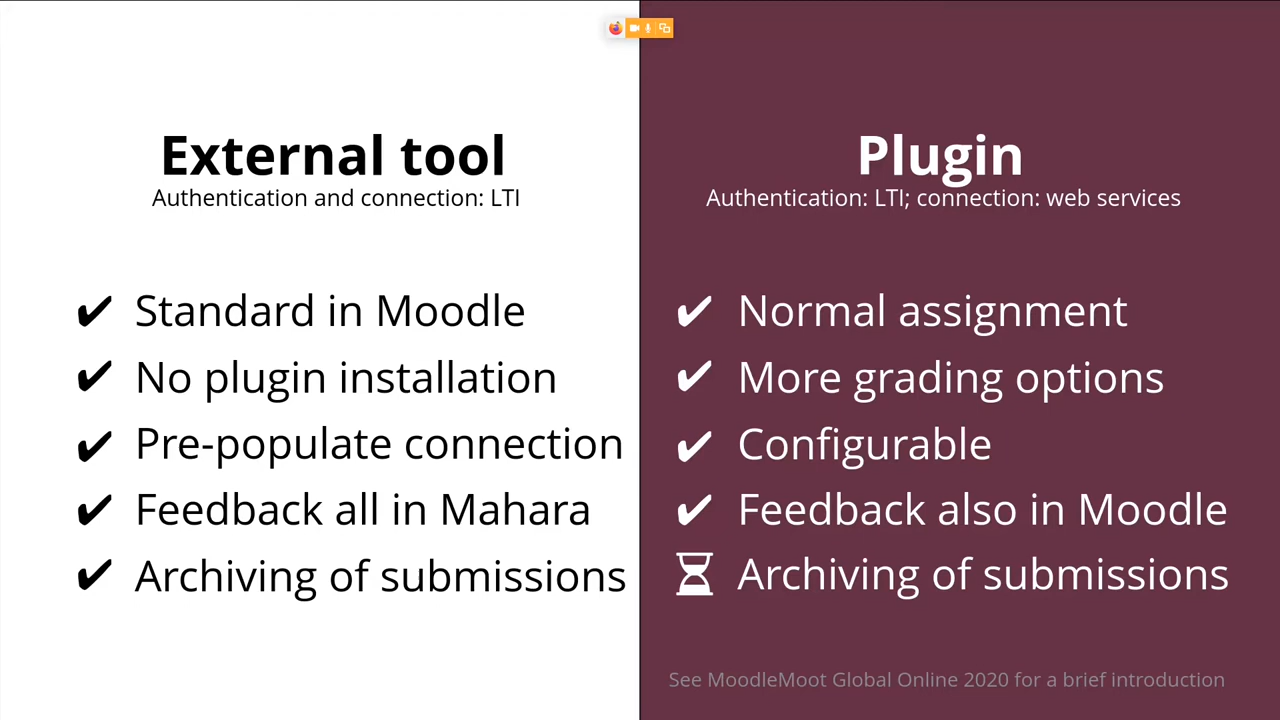 External tool
Authentication and connection: LTI
✔ Standard in Moodle
✔ No plugin installation
✔ Pre-populate connection
✔ Feedback all in Mahara
✔ Archiving of submissions
Plugin
Authentication: LTI; connection: web services
✔ Normal assignment
✔ More grading options
✔ Configurable
✔ Feedback also in Moodle
⌛ Archiving of submissions
See MoodleMoot Global Online 2020 for a brief introduction